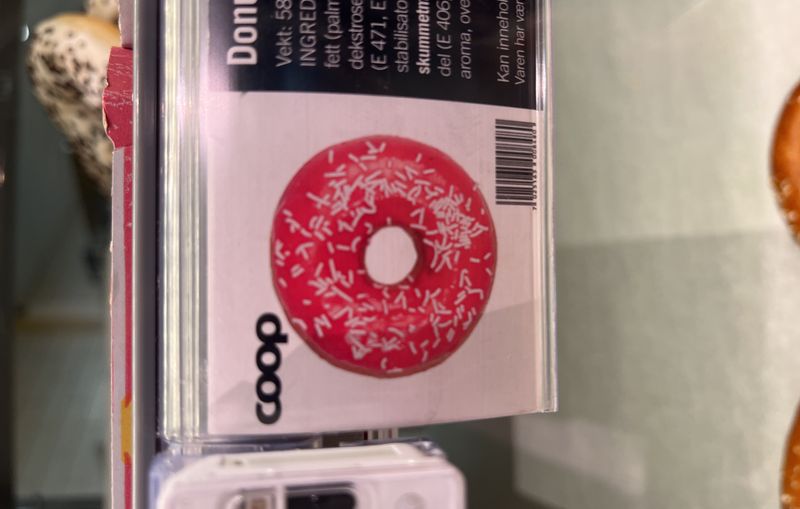 Donu
Vekt: 58
INGRED
fett (palm
dekstrose
(E 471, E
stabilisato
skummetm
del (E 406
aroma, ove
Kan inneho
Varen har vær
coop